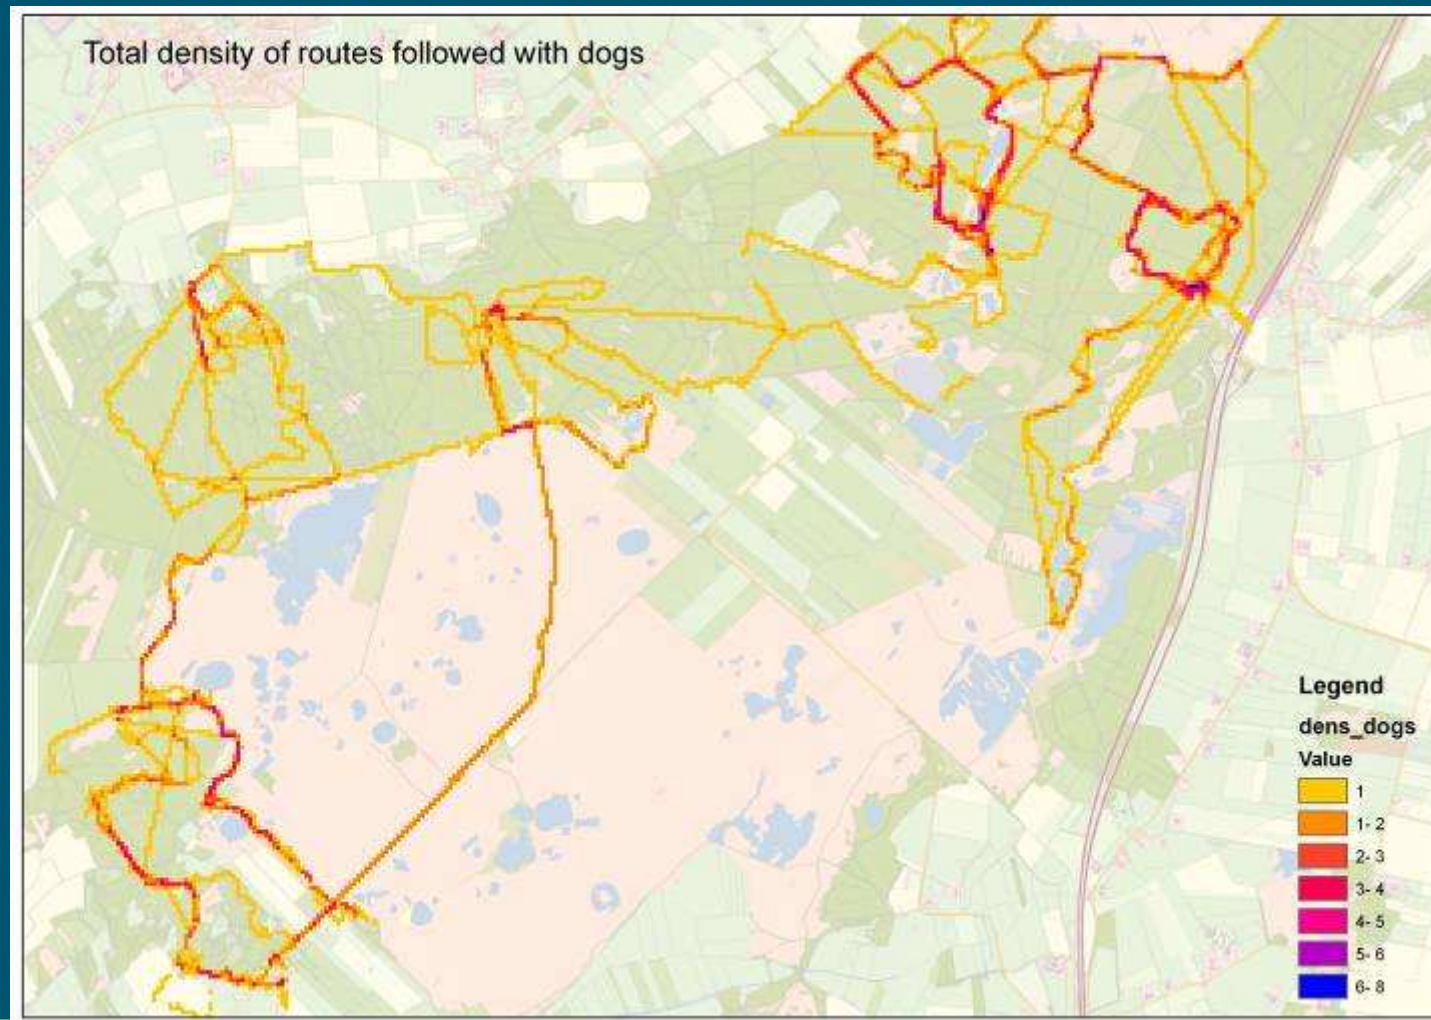 Total density of routes followed with dogs
Legend
dens_dogs
Value
1
1- 2
2- 3
3- 4
4- 5
5- 6
6- 8